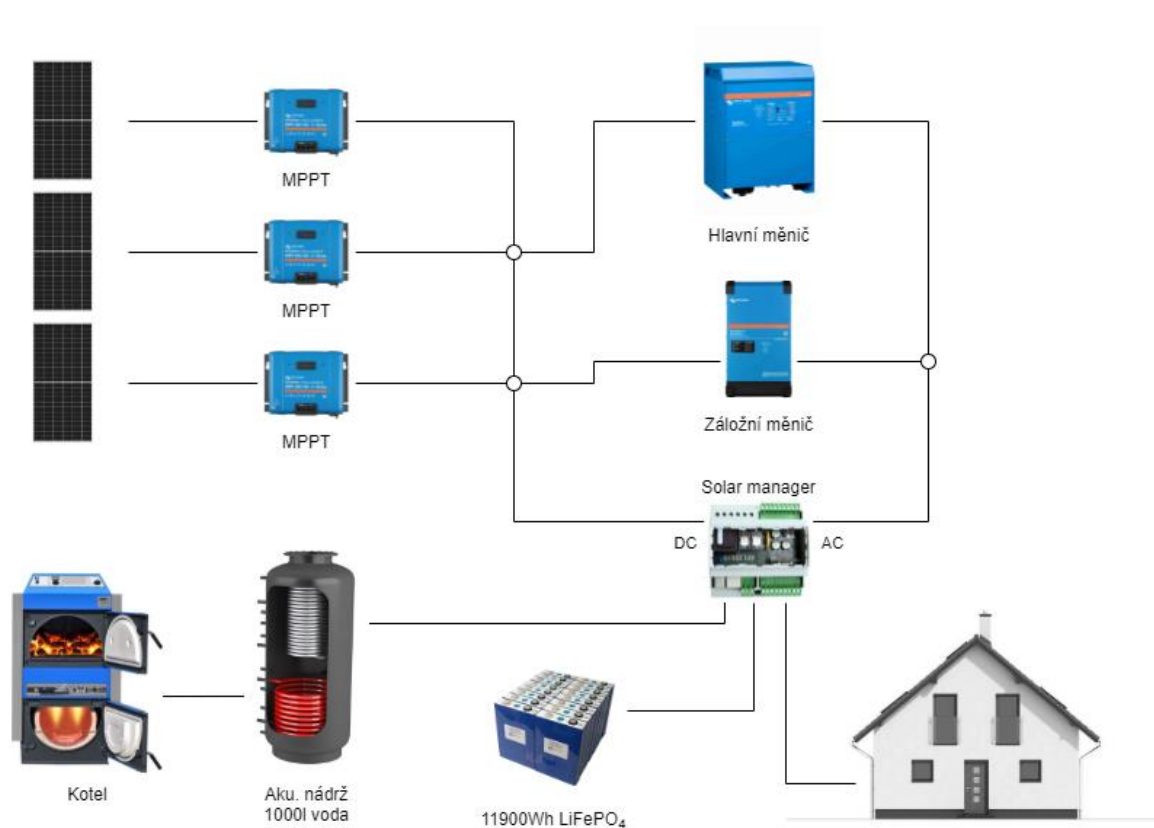 MPPT
Hlavní měnič
MPPT
Záložní měnič
MPPT
Solar manager
DC
AC
Kotel
Aku. nádrž
1000l voda
11900Wh LiFePO₄